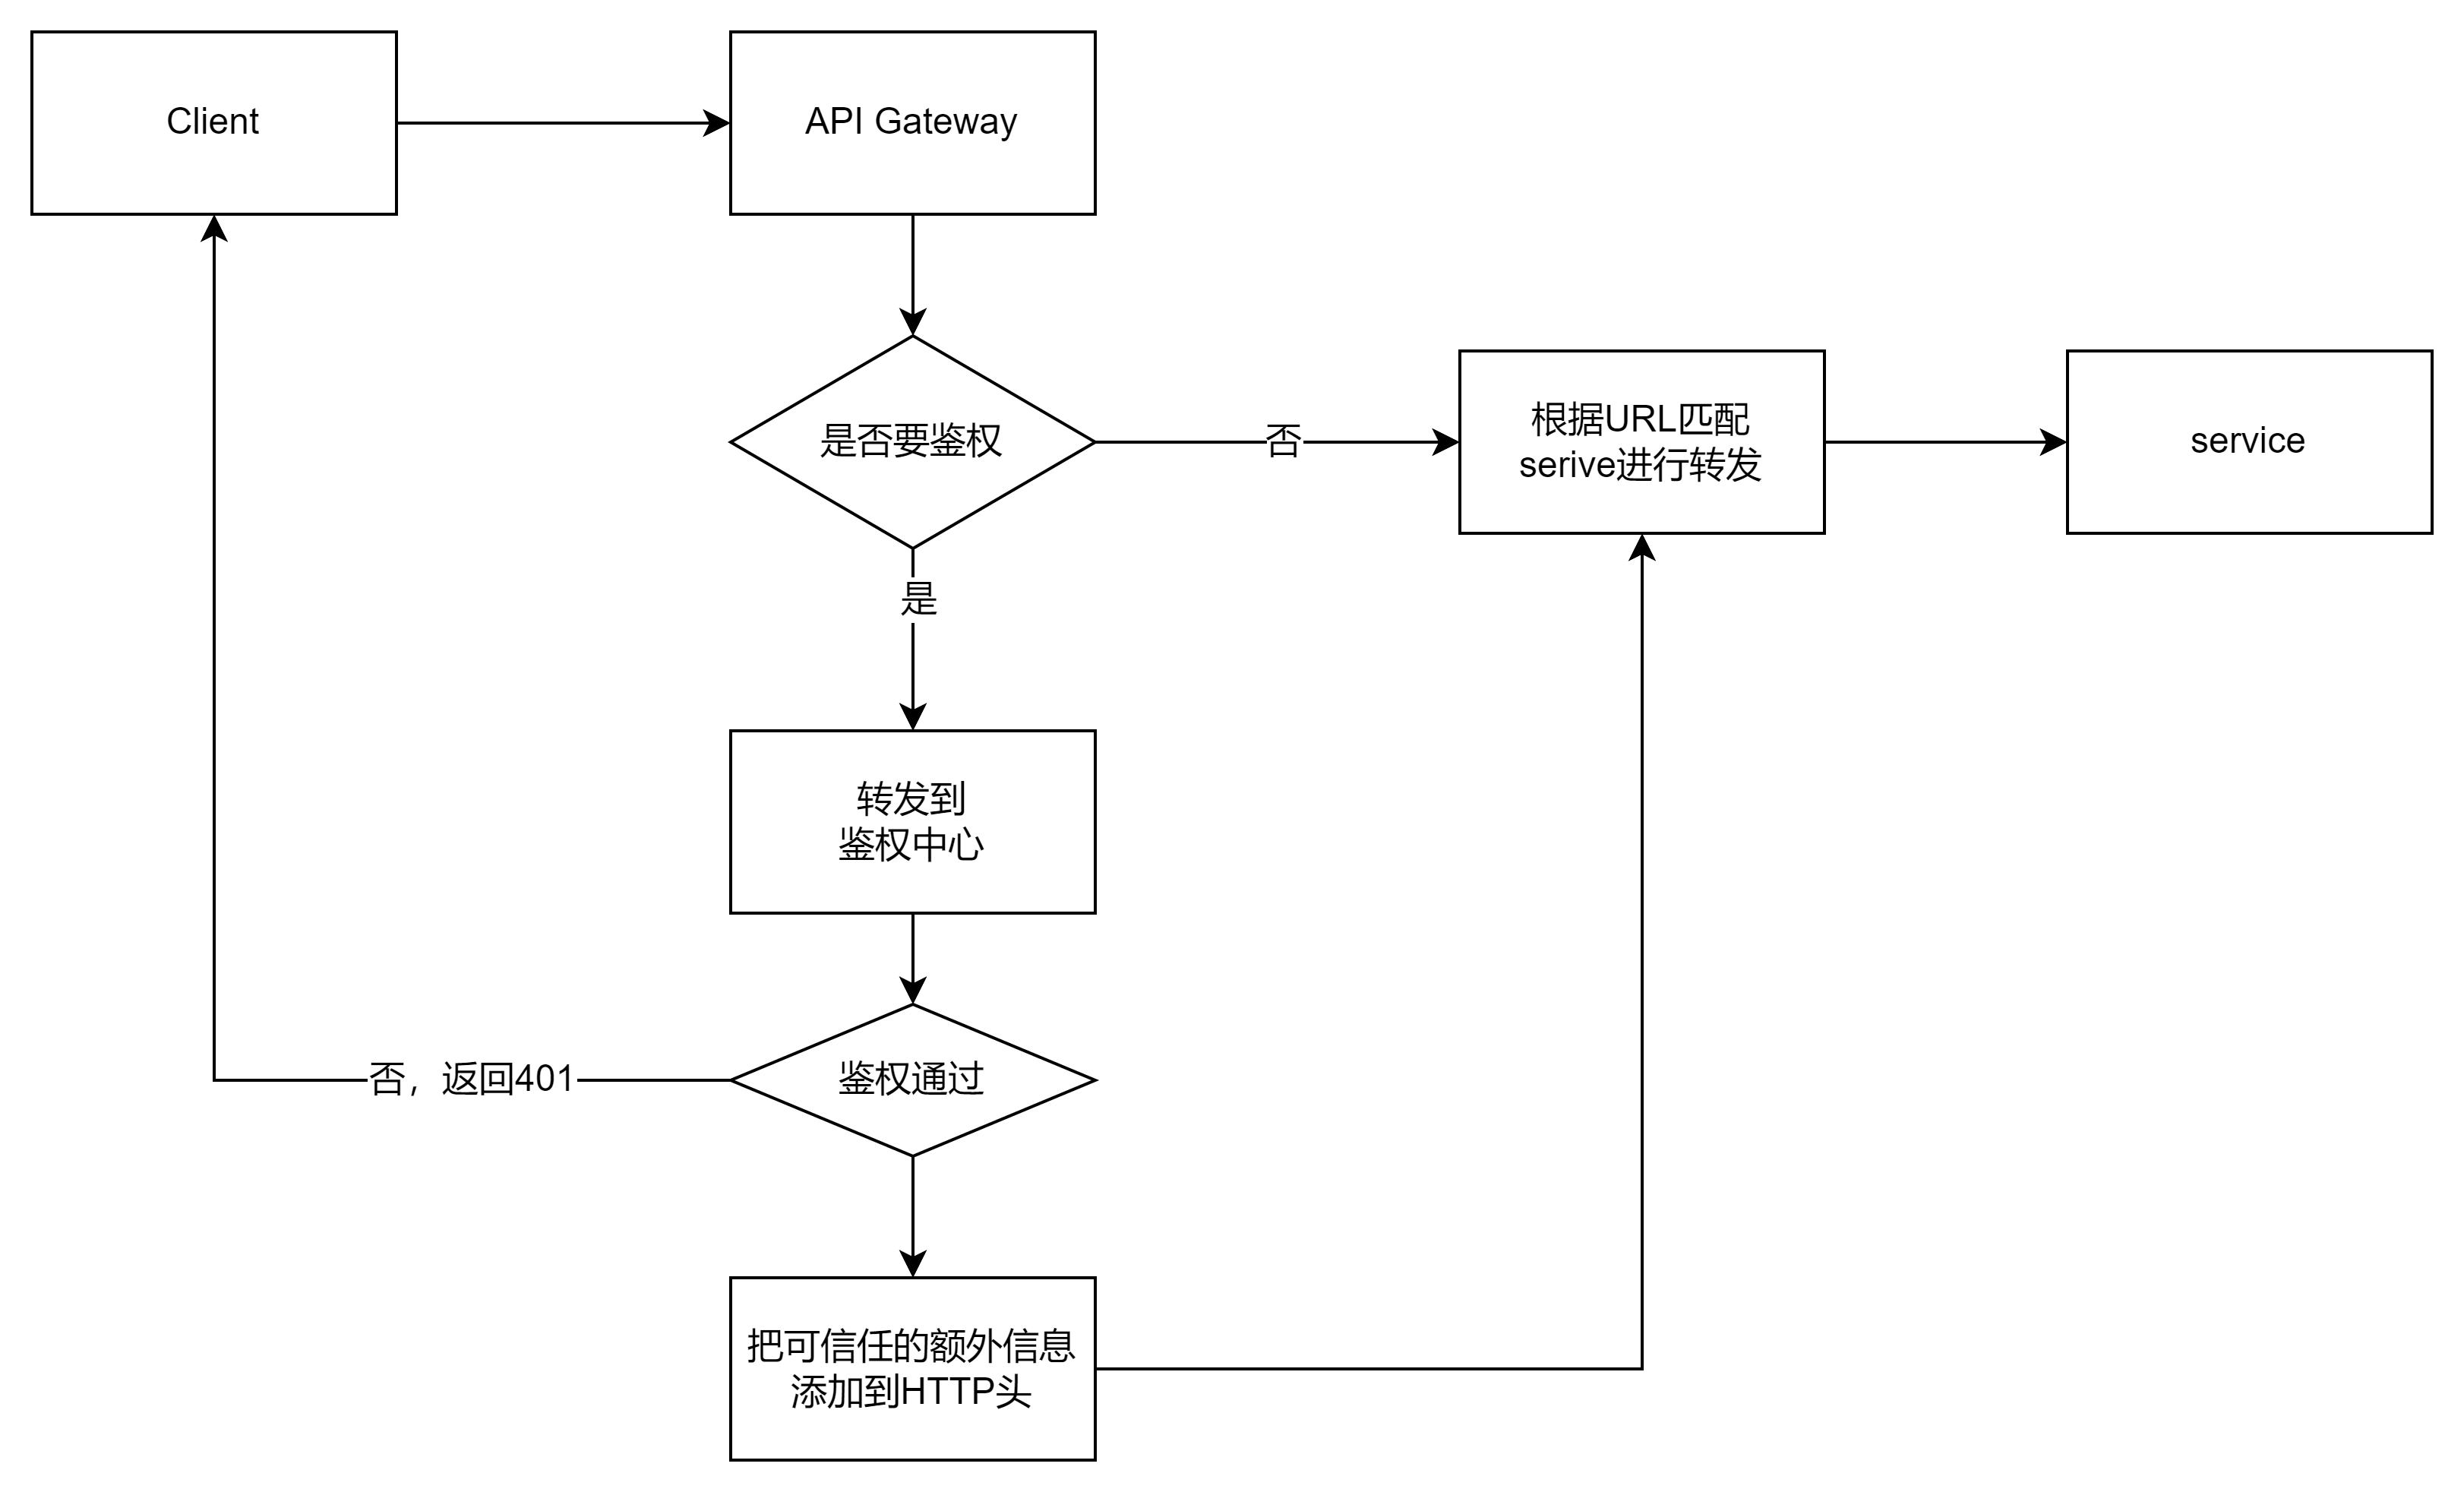 Client
API Gateway
是否要鉴权
否
根据URL匹配
serive进行转发
service
是
转发到
鉴权中心
否，返回401
鉴权通过
把可信任的额外信息
添加到HTTP头